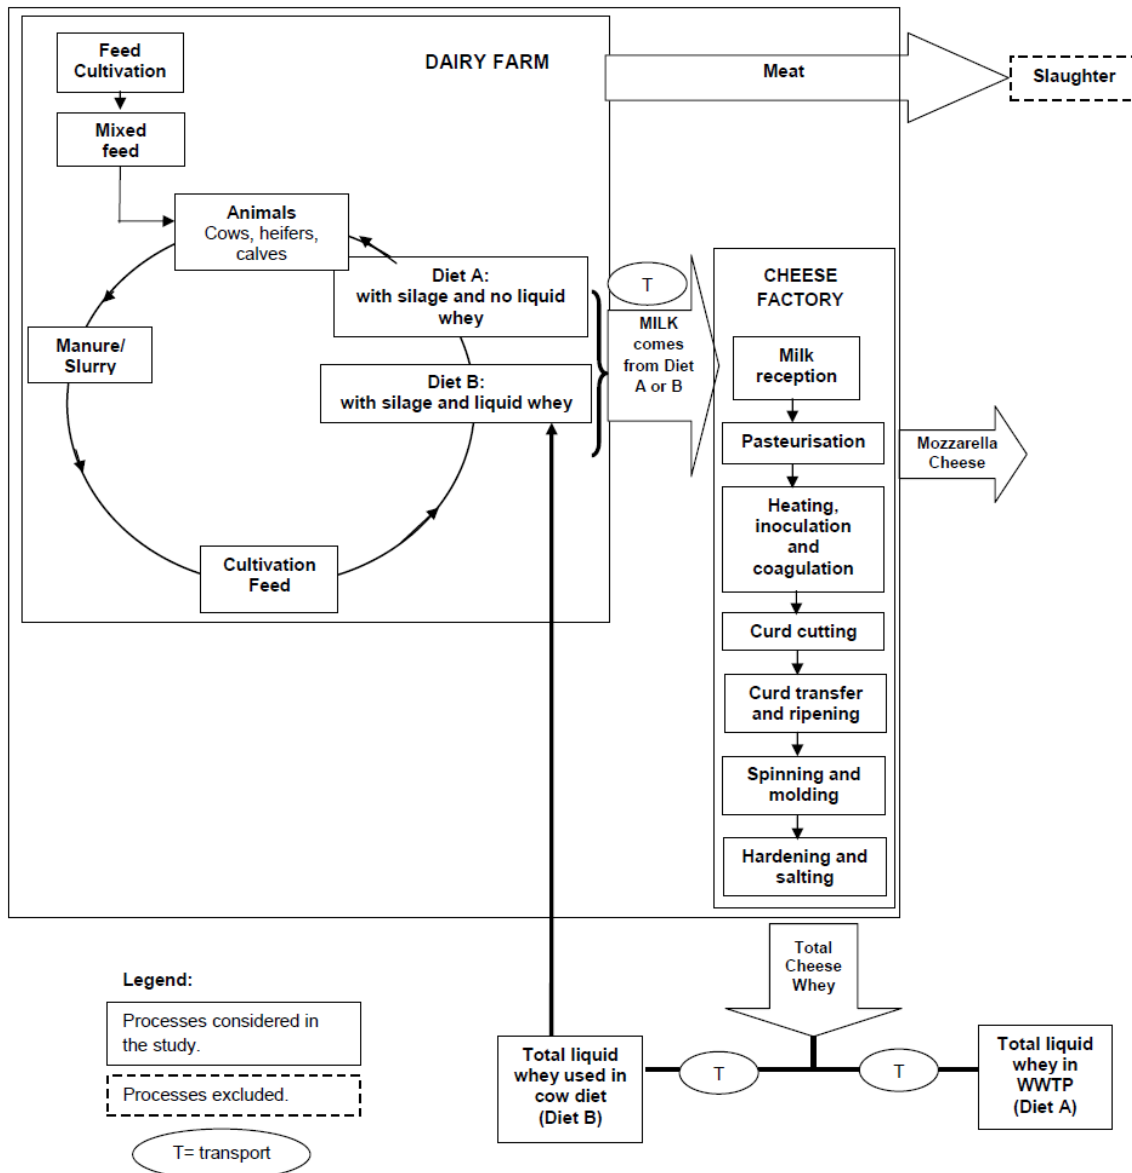 Feed
Cultivation
DAIRY FARM
Meat
Slaughter
Mixed
feed
Animals
Cows, heifers,
calves
Diet A:
with silage and no liquid
whey
T
MILK
comes
from Diet
A or B
CHEESE
FACTORY
Manure/
Slurry
Diet B:
with silage and liquid whey
Milk
reception
Pasteurisation
Mozzarella
Cheese
Heating,
inoculation
and
coagulation
Cultivation
Feed
Curd cutting
Curd transfer
and ripening
Spinning and
molding
Hardening and
salting
Total
Cheese
Whey
Legend:
Processes considered in
the study.
Processes excluded.
T= transport
Total liquid
whey used in
cow diet
(Diet B)
T
T
Total liquid
whey in
WWTP
(Diet A)